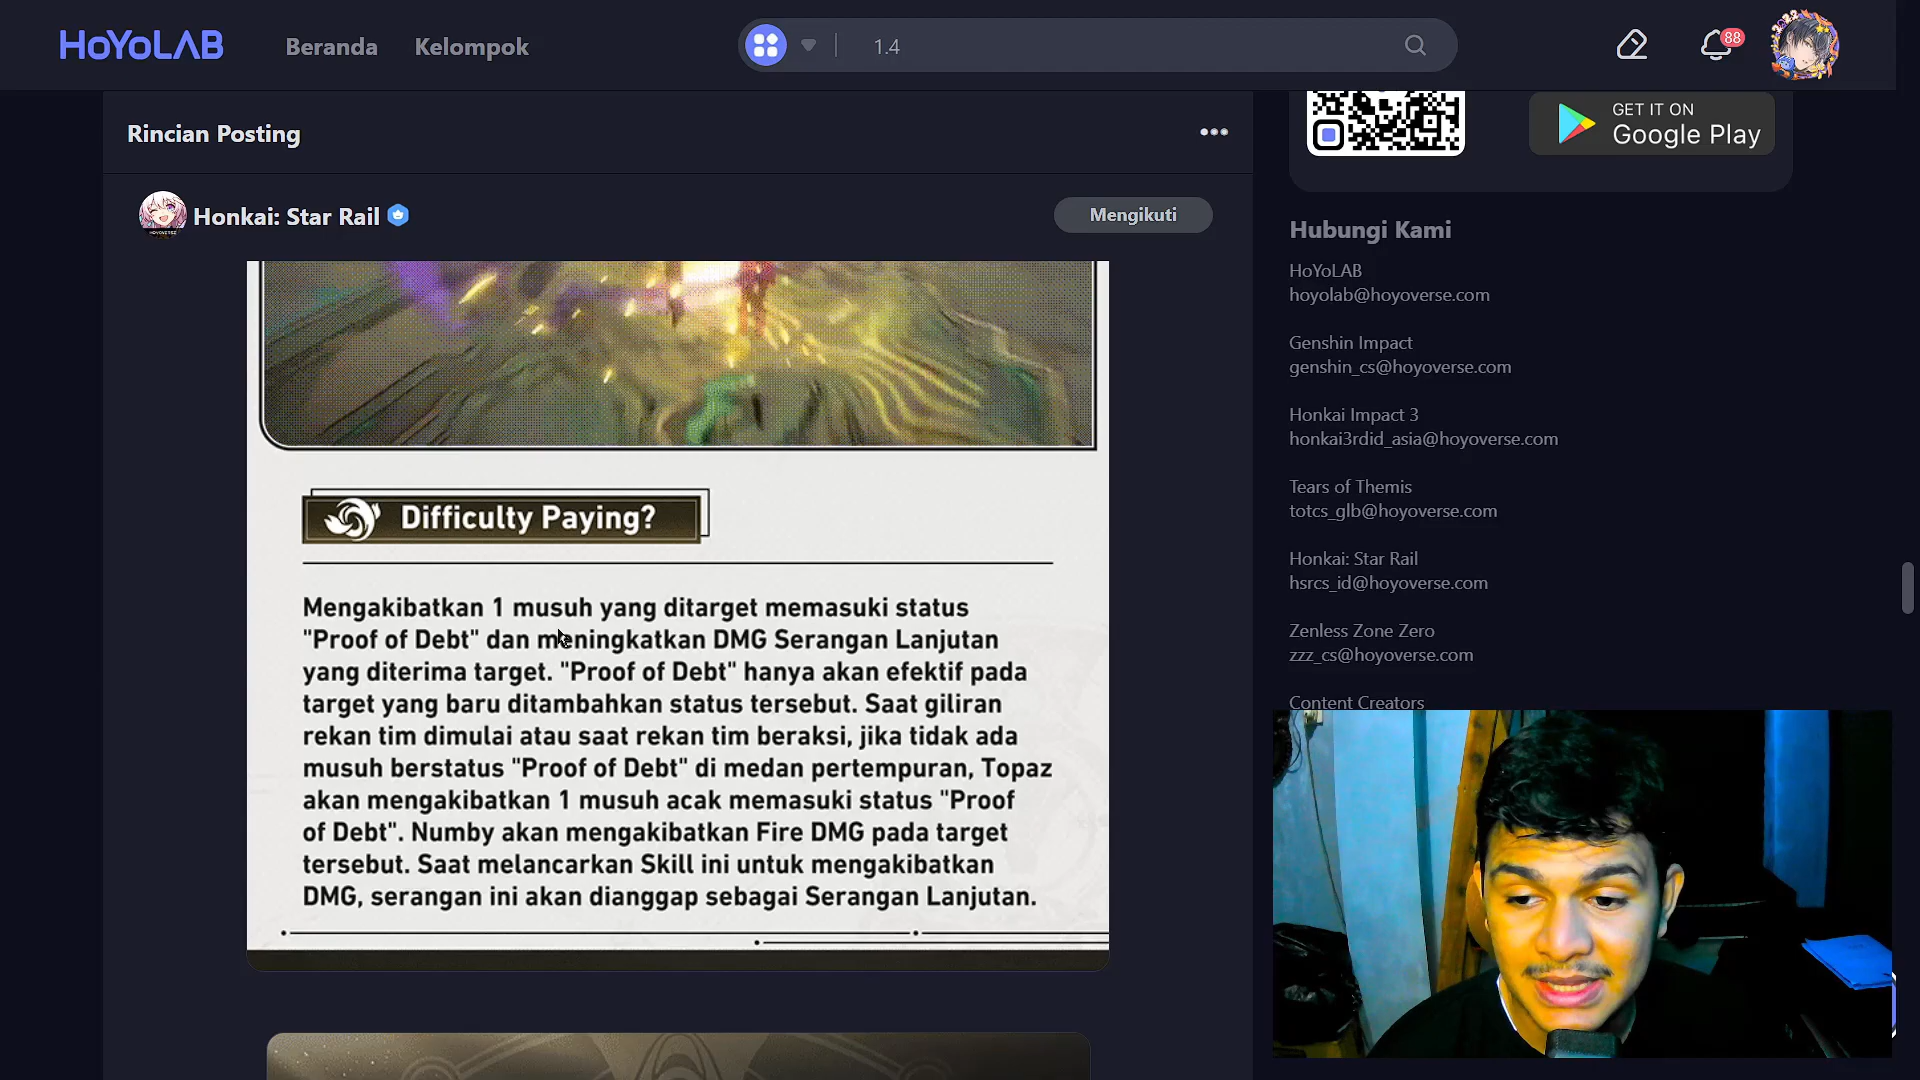 HoYoLAB
Beranda
Kelompok
1.4
88
Rincian Posting
Honkai: Star Rail
Mengikuti
Difficulty Paying?
Mengakibatkan 1 musuh yang ditarget memasuki status
"Proof of Debt" dan meningkatkan DMG Serangan Lanjutan
yang diterima target. "Proof of Debt" hanya akan efektif pada
target yang baru ditambahkan status tersebut. Saat giliran
rekan tim dimulai atau saat rekan tim beraksi, jika tidak ada
musuh berstatus "Proof of Debt" di medan pertempuran, Topaz
akan mengakibatkan 1 musuh acak memasuki status "Proof
of Debt". Numby akan mengakibatkan Fire DMG pada target
tersebut. Saat melancarkan Skill ini untuk mengakibatkan
DMG, serangan ini akan dianggap sebagai Serangan Lanjutan.
GET IT ON
Google Play
Hubungi Kami
HoYoLAB
hoyolab@hoyoverse.com
Genshin Impact
genshin_cs@hoyoverse.com
Honkai Impact 3
honkai3rdid_asia@hoyoverse.com
Tears of Themis
totcs_glb@hoyoverse.com
Honkai: Star Rail
hsrcs_id@hoyoverse.com
Zenless Zone Zero
zzz_cs@hoyoverse.com
Content Creators